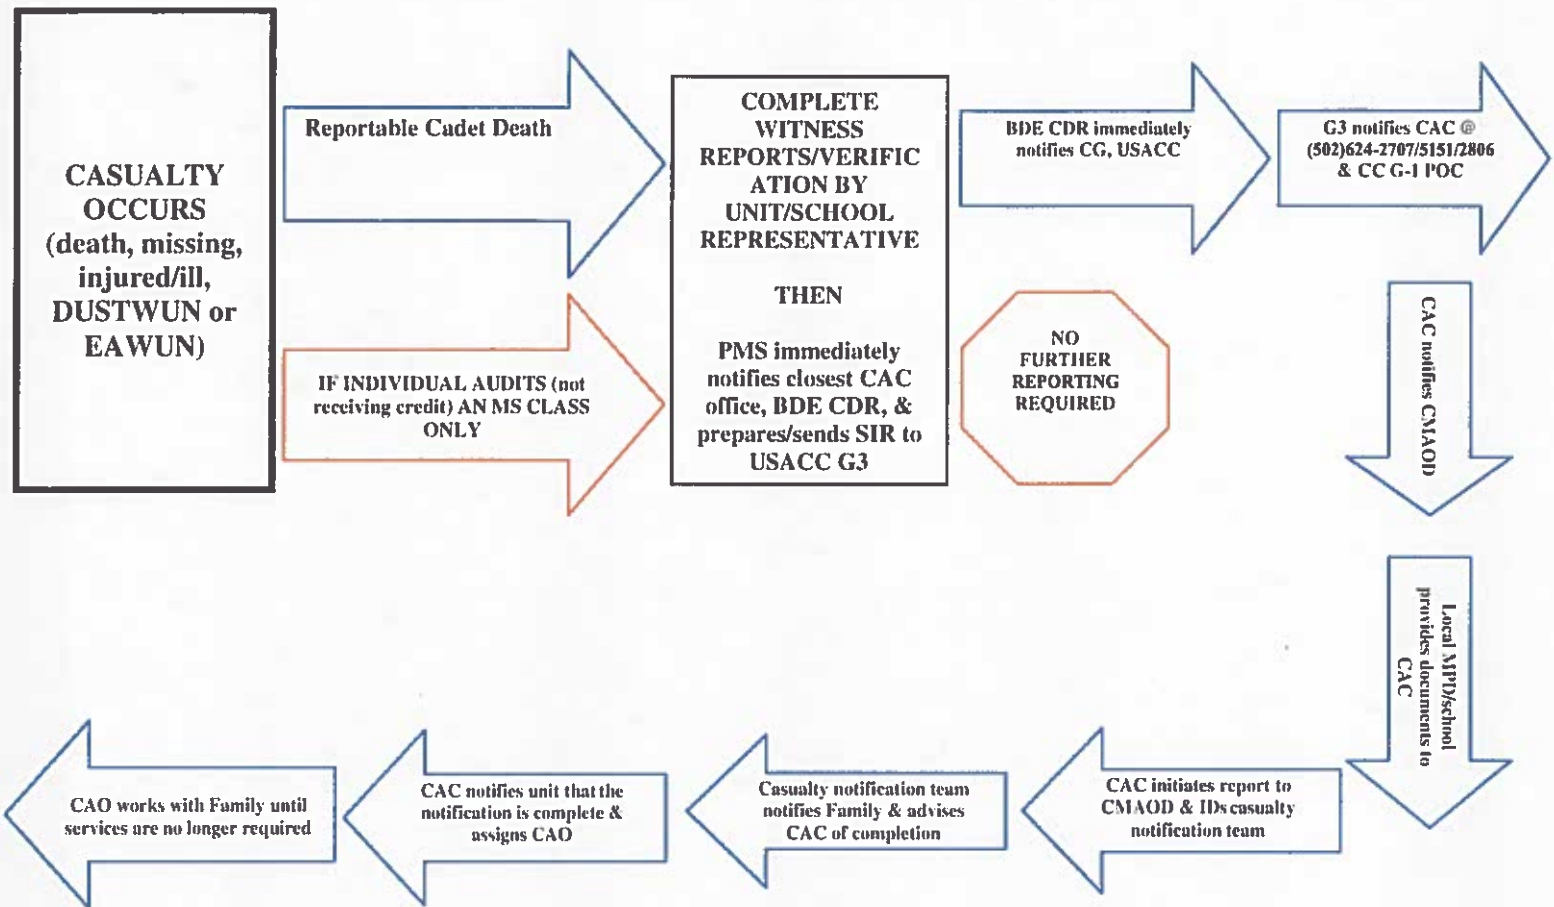 CASUALTY
OCCURS
(death, missing,
injured/ill,
DUSTWUN or
EAWUN)
Reportable Cadet Death
IF INDIVIDUAL AUDITS (not
receiving credit) AN MS CLASS
ONLY
COMPLETE
WITNESS
REPORTS/VERIFIC
ATION BY
UNIT/SCHOOL
REPRESENTATIVE
THEN
PMS immediately
notifies closest CAC
office, BDE CDR, &
prepares/sends SIR to
USACC G3
BDE CDR immediately
notifies CG, USACC
NO
FURTHER
REPORTING
REQUIRED
G3 notifies CAC @
(502)624-2707/5151/2806
& CC G-1 POC
CAC notifies CMAOD
Local MPD/school
provides documents to
CAC
CAC initiates report to
CMAOD & IDs casualty
notification team
Casualty notification team
notifies Family & advises
CAC of completion
CAC notifies unit that the
notification is complete &
assigns CAO
CAO works with Family until
services are no longer required